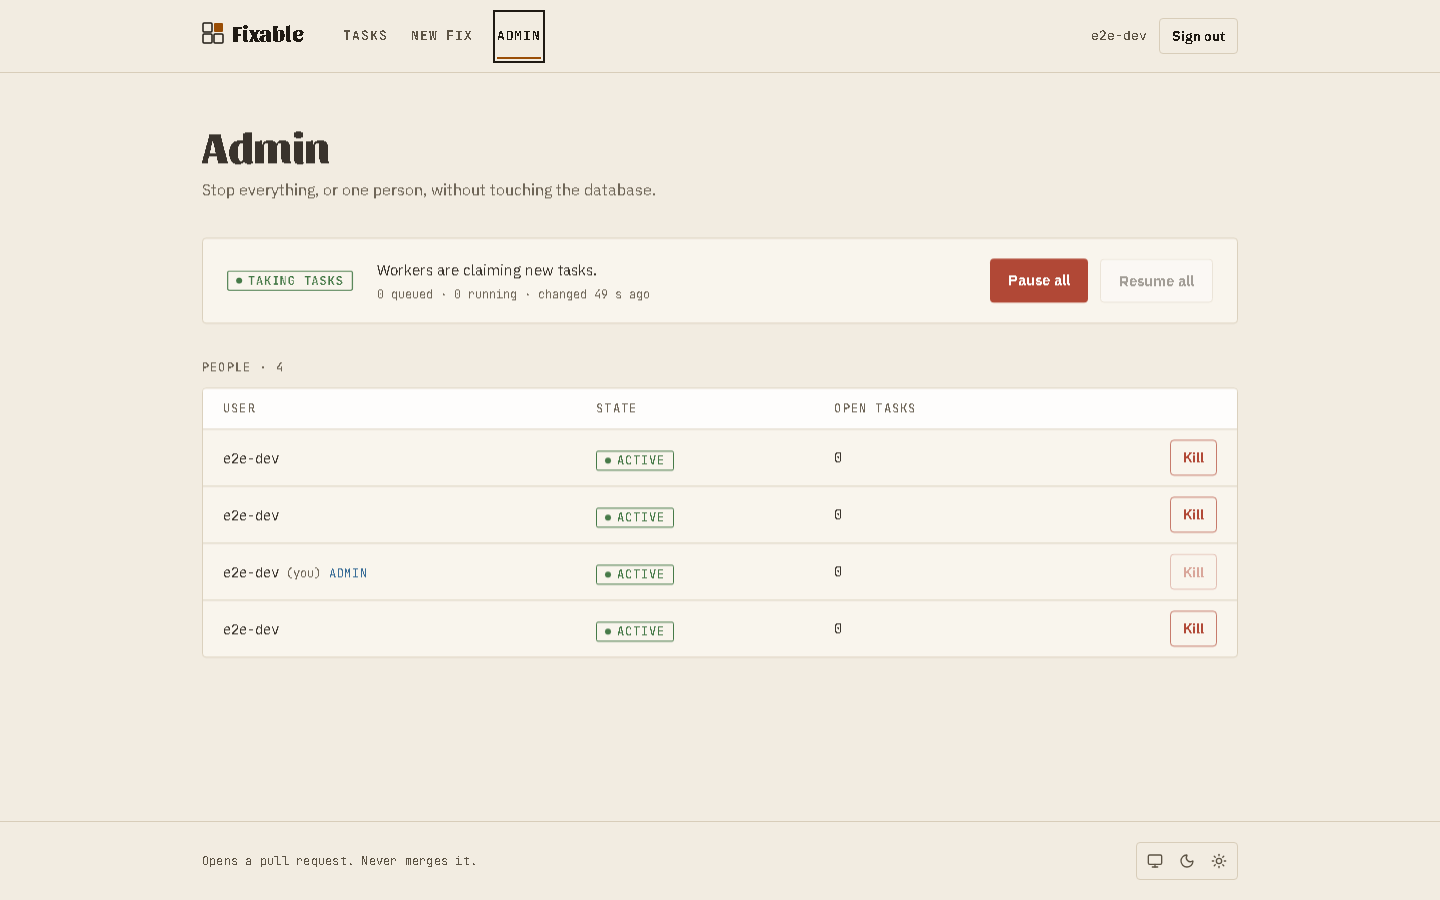 Fixable TASKS NEW FIX ADMIN e2e-dev Sign out
Admin
Stop everything, or one person, without touching the database.
TAKING TASKS
Workers are claiming new tasks.
0 queued · 0 running · changed 49 s ago
Pause all Resume all
PEOPLE · 4
USER STATE OPEN TASKS
e2e-dev ACTIVE 0 Kill
e2e-dev ACTIVE 0 Kill
e2e-dev (you) ADMIN ACTIVE 0 Kill
e2e-dev ACTIVE 0 Kill
Opens a pull request. Never merges it.